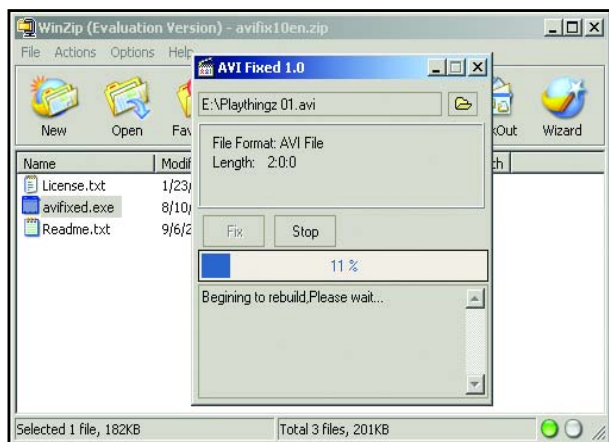 WinZip (Evaluation Version) - avifix10en.zip
File Actions Options Help
New Open Fav CkOut Wizard
Name Modif
License.txt 1/23/
avifixed.exe 8/10/
Readme.txt 9/6/2
AVI Fixed 1.0
E:\Playthingz 01.avi
File Format: AVI File
Length: 2:0:0
Fix Stop
11 %
Begining to rebuild,Please wait...
Selected 1 file, 182KB Total 3 files, 201KB